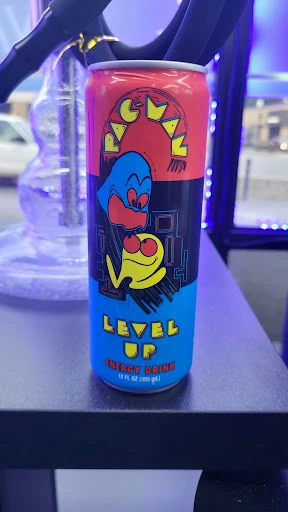 PAC-MAN
LEVEL
UP
ENERGY DRINK
12 FL OZ (355 mL)